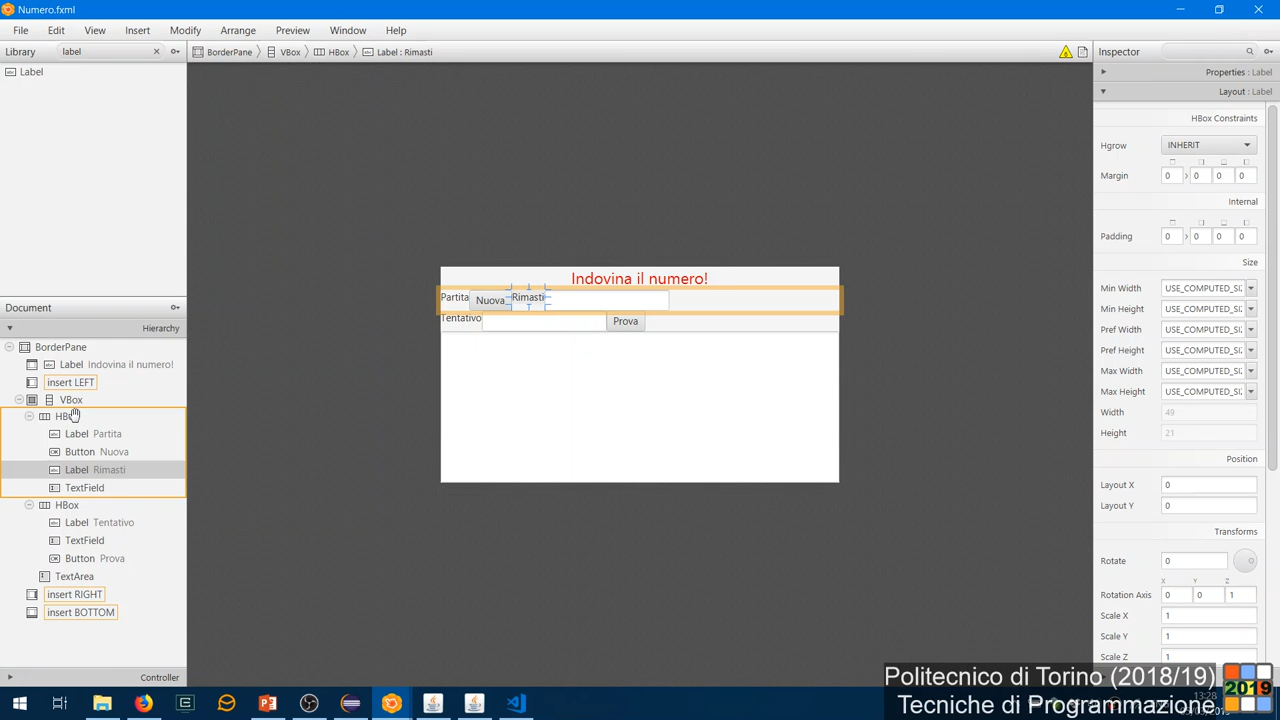 Numero.fxml
File Edit View Insert Modify Arrange Preview Window Help
Library label
BorderPane VBox HBox Label : Rimasti
Inspector
Label
Properties : Label
Layout : Label
HBox Constraints
Hgrow INHERIT
Margin 0 0 0 0
Internal
Padding 0 0 0 0
Size
Min Width USE_COMPUTED_SI
Min Height USE_COMPUTED_SI
Pref Width USE_COMPUTED_SI
Pref Height USE_COMPUTED_SI
Max Width USE_COMPUTED_SI
Max Height USE_COMPUTED_SI
Width 49
Height 21
Position
Layout X 0
Layout Y 0
Transforms
Rotate 0
X Y Z
Rotation Axis 0 0 1
Scale X 1
Scale Y 1
Scale Z 1
Indovina il numero!
Partita Nuova Rimasti
Tentativo Prova
Document
Hierarchy
BorderPane
Label Indovina il numero!
insert LEFT
VBox
Label Partita
Button Nuova
Label Rimasti
TextField
HBox
Label Tentativo
TextField
Button Prova
TextArea
insert RIGHT
insert BOTTOM
Controller
Politecnico di Torino (2018/19)
Tecniche di Programmazione
2019
13:28